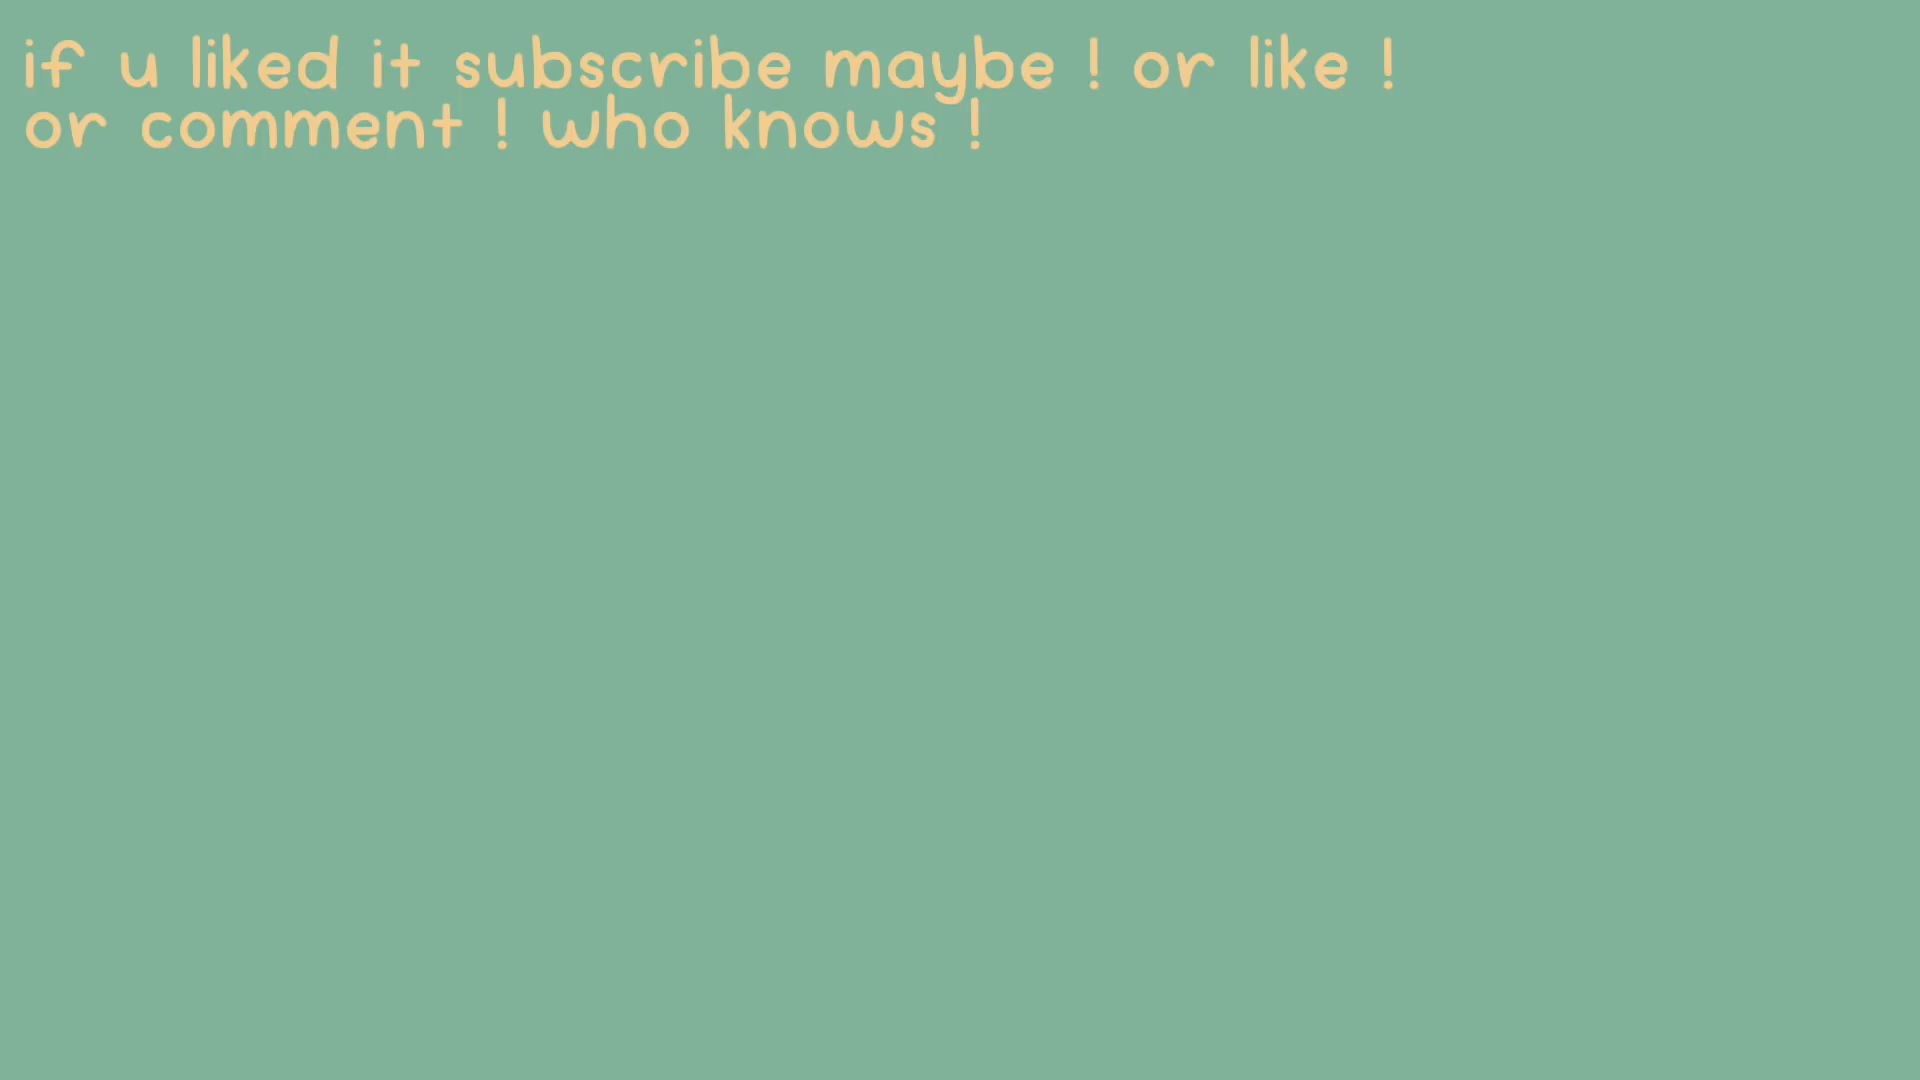 if u liked it subscribe maybe ! or like !
or comment ! who knows !